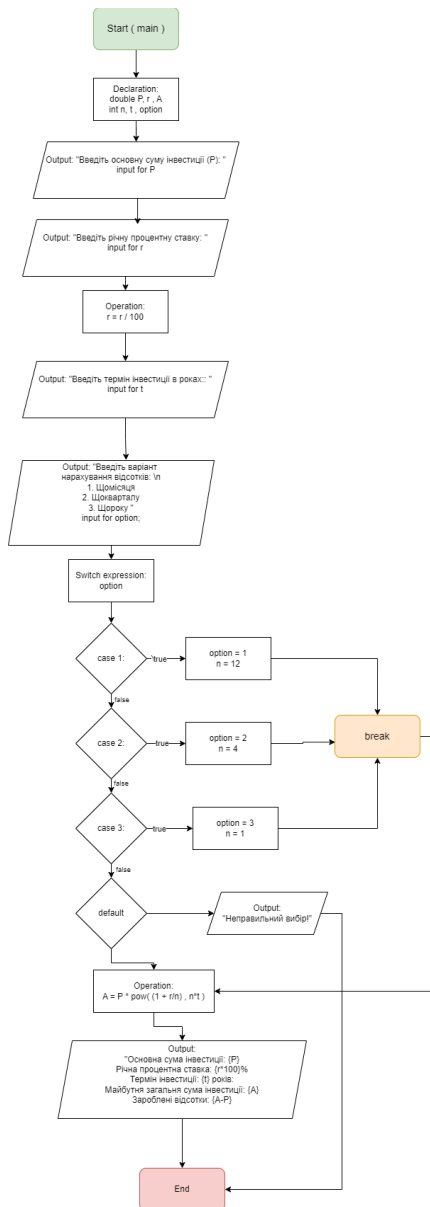 Start ( main )
Declaration:
double P, r , A
int n, t , option
Output: "Введіть основну суму інвестиції (P): "
input for P
Output: "Введіть річну процентну ставку: "
input for r
Operation:
r = r / 100
Output: "Введіть термін інвестиції в роках:: "
input for t
Output: "Введіть варіант
нарахування відсотків: \n
1. Щомісяця
2. Щокварталу
3. Щороку "
input for option;
Switch expression:
option
case 1:
\true
option = 1
n = 12
false
case 2:
true
option = 2
n = 4
break
false
case 3:
true
option = 3
n = 1
false
default
Output:
"Неправильний вибір!"
Operation:
A = P * pow( (1 + r/n) , n*t )
Output:
"Основна сума інвестиції: {P}
Річна процентна ставка: {r*100}%
Термін інвестиції: {t} років:
Майбутня загальня сума інвестиції: {A}
Зароблені відсотки: {A-P}
End